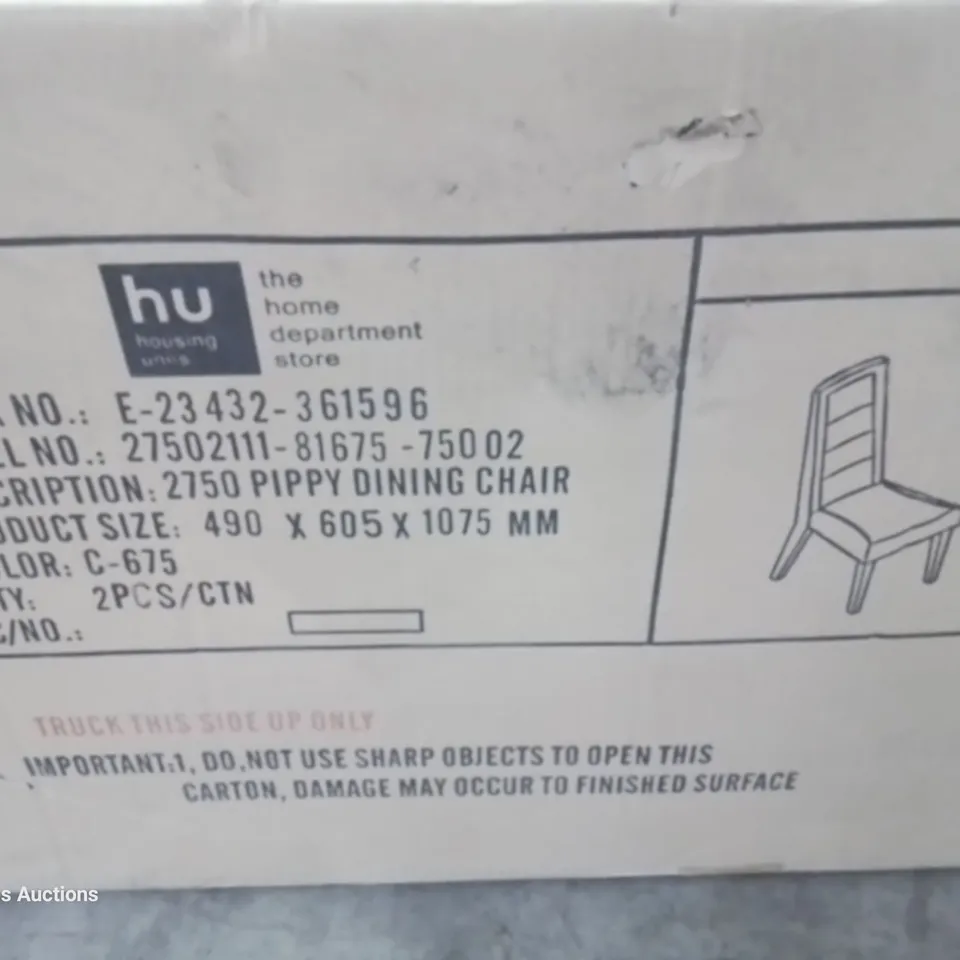 hu
housing
units
the
home
department
store
NO.: E-23432-361596
L NO.: 27502111-81675-75002
CRIPTION: 2750 PIPPY DINING CHAIR
DUCT SIZE: 490 X 605 X 1075 MM
LOR: C-675
TY: 2PCS/CTN
/NO.:
TRUCK THIS SIDE UP ONLY
IMPORTANT:1, DO,NOT USE SHARP OBJECTS TO OPEN THIS
CARTON, DAMAGE MAY OCCUR TO FINISHED SURFACE
s Auctions